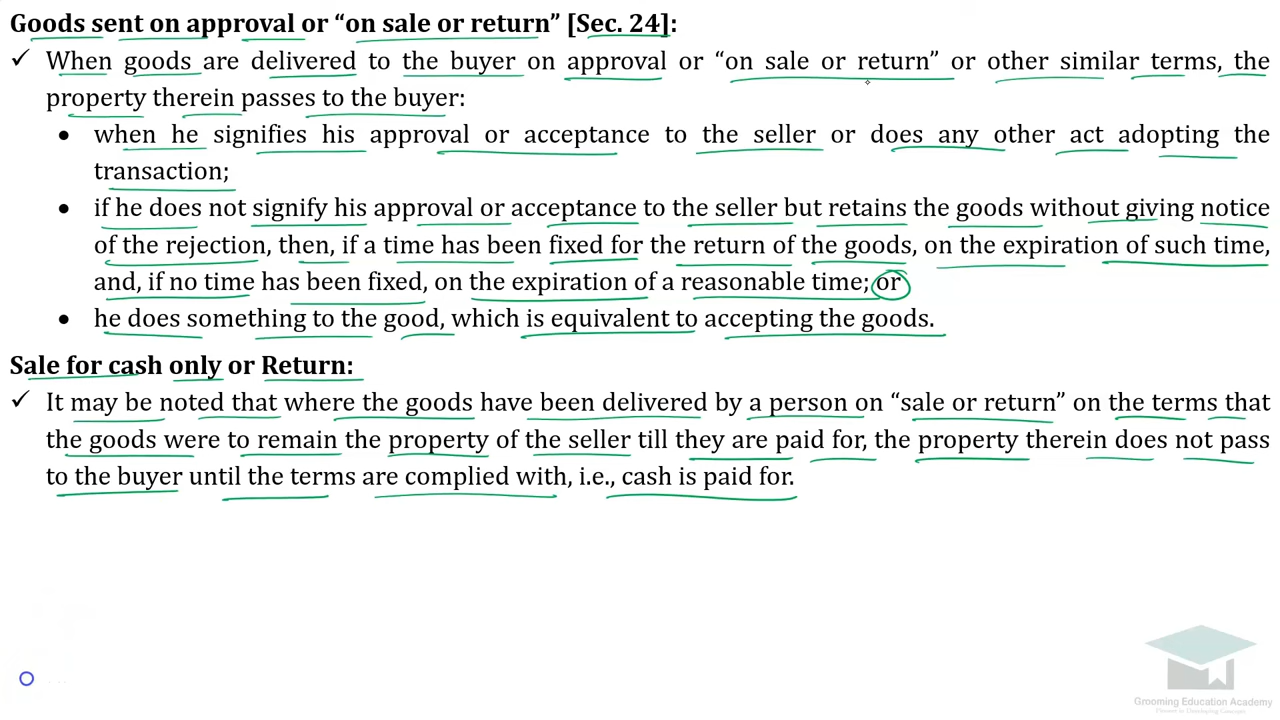 Goods sent on approval or “on sale or return” [Sec. 24]:
✓ When goods are delivered to the buyer on approval or “on sale or return” or other similar terms, the
property therein passes to the buyer:
• when he signifies his approval or acceptance to the seller or does any other act adopting the
transaction;
• if he does not signify his approval or acceptance to the seller but retains the goods without giving notice
of the rejection, then, if a time has been fixed for the return of the goods, on the expiration of such time,
and, if no time has been fixed, on the expiration of a reasonable time; or
• he does something to the good, which is equivalent to accepting the goods.
Sale for cash only or Return:
✓ It may be noted that where the goods have been delivered by a person on “sale or return” on the terms that
the goods were to remain the property of the seller till they are paid for, the property therein does not pass
to the buyer until the terms are complied with, i.e., cash is paid for.
Grooming Education Academy